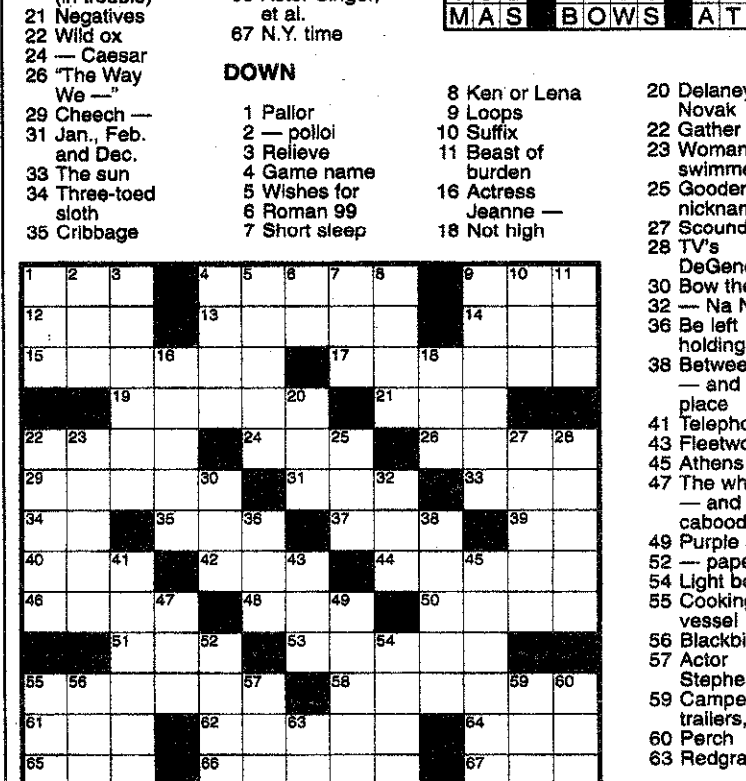 (in trouble)
21 Negatives
22 Wild ox
24 — Caesar
26 "The Way
We —"
29 Cheech —
31 Jan., Feb.
and Dec.
33 The sun
34 Three-toed
sloth
35 Cribbage
et al.
67 N.Y. time
DOWN
1 Pallor
2 — polloi
3 Relieve
4 Game name
5 Wishes for
6 Roman 99
7 Short sleep
MAS BOWS AT
8 Ken or Lena
9 Loops
10 Suffix
11 Beast of
burden
16 Actress
Jeanne —
18 Not high
20 Delaney
Novak
22 Gather
23 Woman
swimme
25 Gooden
nicknam
27 Scound
28 TV's
DeGene
30 Bow the
32 — Na N
36 Be left
holding
38 Betwee
— and
place
41 Telepho
43 Fleetwo
45 Athens
47 The wh
— and
cabood
49 Purple
52 — pape
54 Light b
55 Cooking
vessel
56 Blackbi
57 Actor
Stephe
59 Campe
trailers,
60 Perch
63 Redgra
1 2 3 4 5 6 7 8 9 10 11
12 13 14
15 16 17 18
19 20 21
22 23 24 25 26 27 28
29 30 31 32 33
34 35 36 37 38 39
40 41 42 43 44 45
46 47 48 49 50
51 52 53 54
55 56 57 58 59 60
61 62 63 64
65 66 67